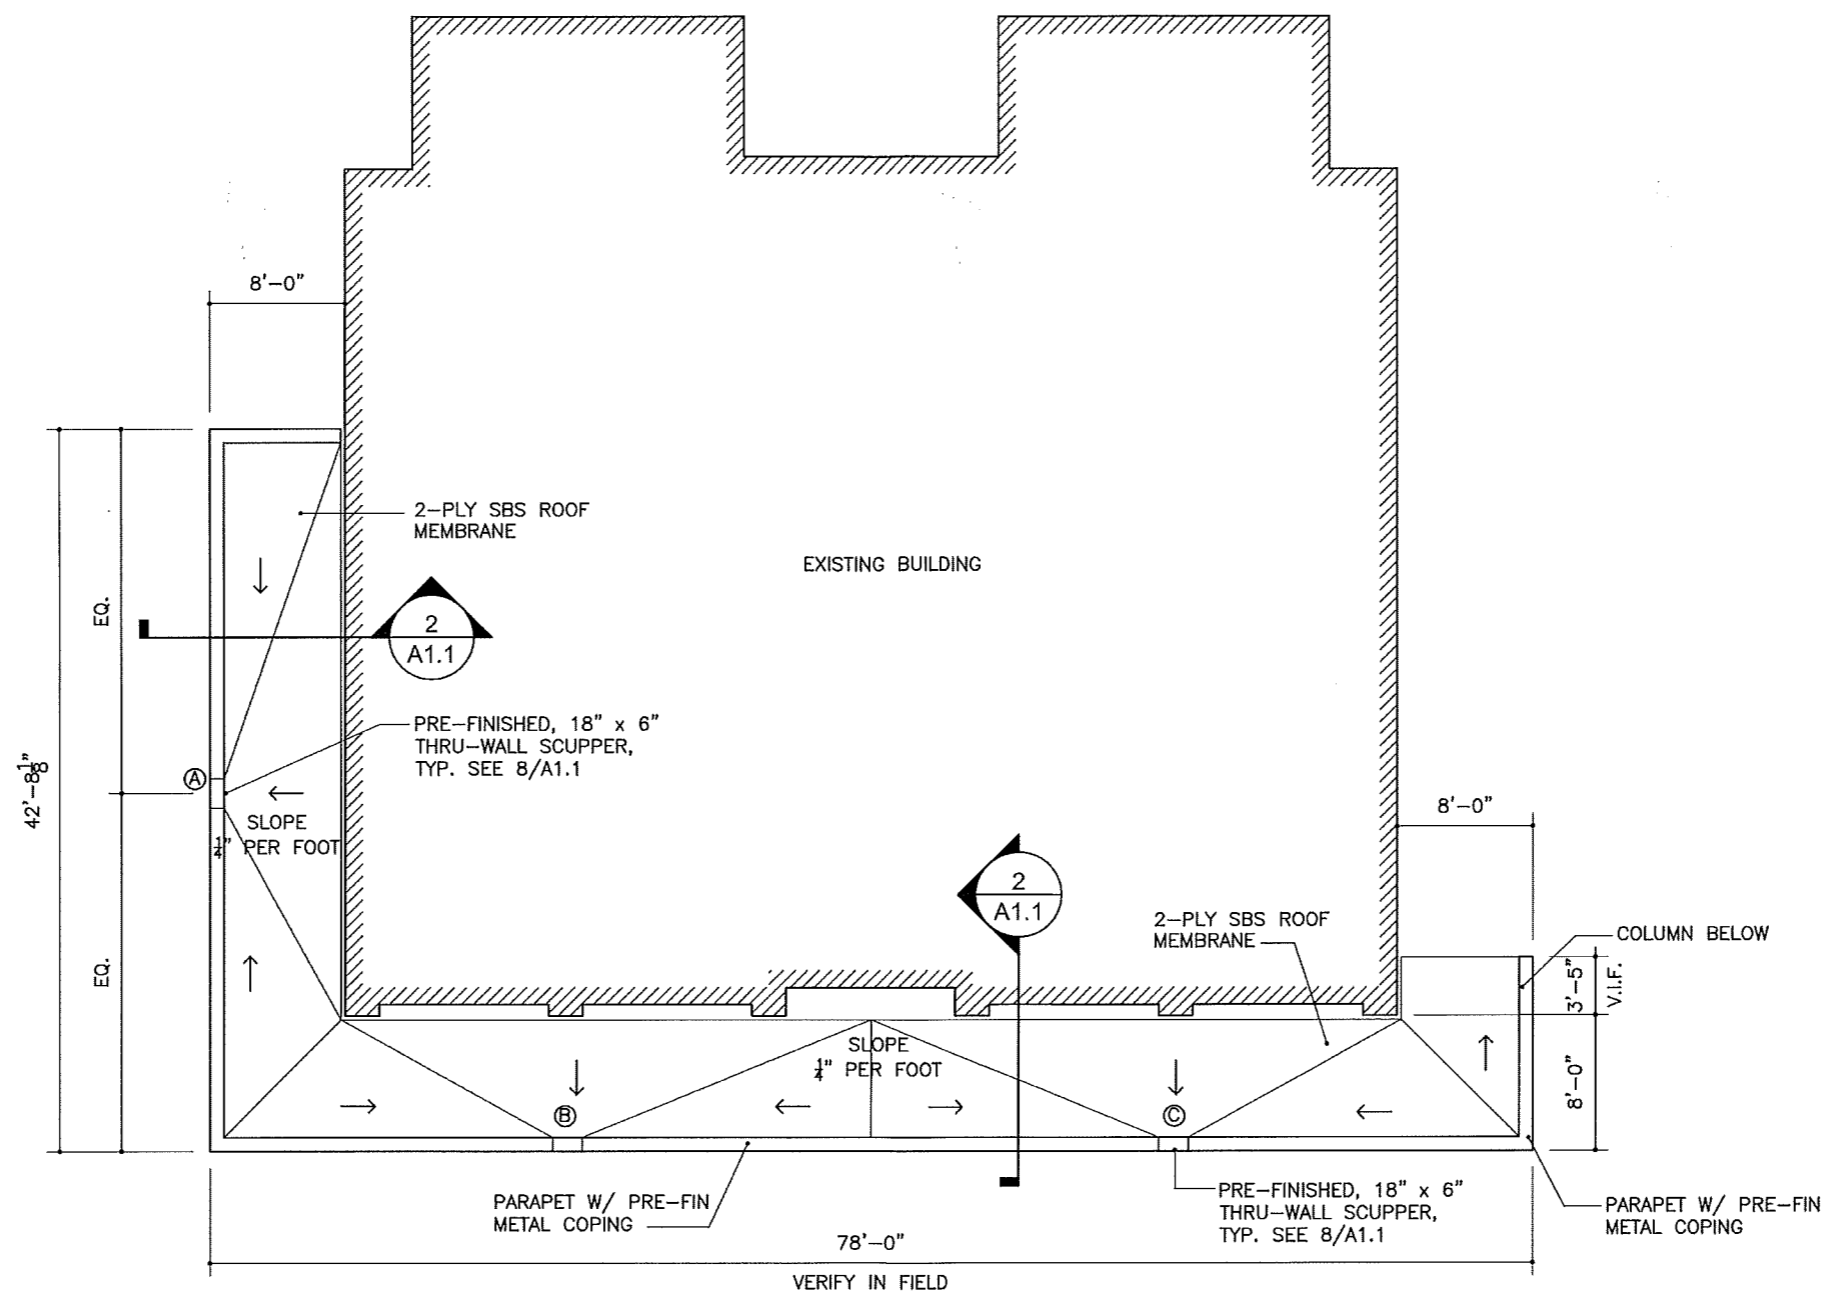 8'-0"
2-PLY SBS ROOF
MEMBRANE
EXISTING BUILDING
EQ.
2
A1.1
PRE-FINISHED, 18" x 6"
THRU-WALL SCUPPER,
TYP. SEE 8/A1.1
A
42'-8 1/8"
SLOPE
1/4" PER FOOT
8'-0"
2
A1.1
2-PLY SBS ROOF
MEMBRANE
COLUMN BELOW
EQ.
3'-5"
V.I.F.
SLOPE
1/4" PER FOOT
8'-0"
B
C
PARAPET W/ PRE-FIN
METAL COPING
PRE-FINISHED, 18" x 6"
THRU-WALL SCUPPER,
TYP. SEE 8/A1.1
PARAPET W/ PRE-FIN
METAL COPING
78'-0"
VERIFY IN FIELD